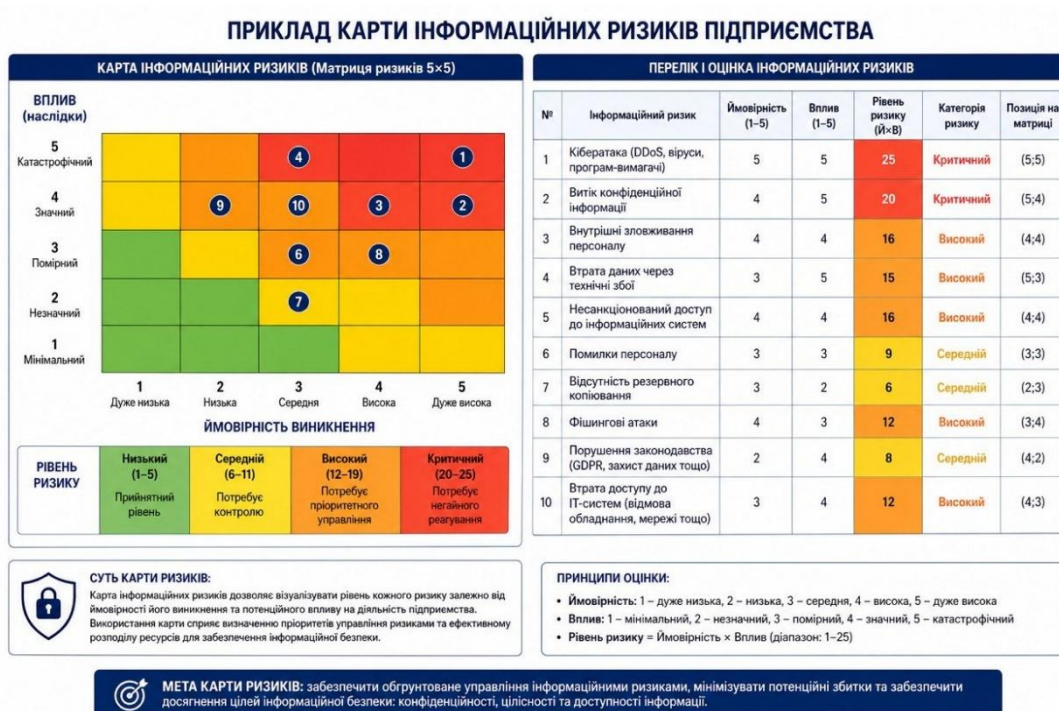 ПРИКЛАД КАРТИ ІНФОРМАЦІЙНИХ РИЗИКІВ ПІДПРИЄМСТВА
КАРТА ІНФОРМАЦІЙНИХ РИЗИКІВ (Матриця ризиків 5×5)
ВПЛИВ
(наслідки)
5
Катастрофічний
4
1
4
Значний
9
10
3
2
3
Помірний
6
8
2
Незначний
7
1
Мінімальний
1
Дуже низька
2
Низька
3
Середня
4
Висока
5
Дуже висока
ЙМОВІРНІСТЬ ВИНИКНЕННЯ
РІВЕНЬ
РИЗИКУ
Низький
(1–5)
Прийнятний
рівень
Середній
(6–11)
Потребує
контролю
Високий
(12–19)
Потребує
пріоритетного
управління
Критичний
(20–25)
Потребує
негайного
реагування
ПЕРЕЛІК І ОЦІНКА ІНФОРМАЦІЙНИХ РИЗИКІВ
№ Інформаційний ризик Ймовірність (1–5) Вплив (1–5) Рівень ризику (Й×В) Категорія ризику Позиція на матриці
1 Кібератака (DDoS, віруси, програм-вимагачі) 5 5 25 Критичний (5;5)
2 Витік конфіденційної інформації 4 5 20 Критичний (5;4)
3 Внутрішні зловживання персоналу 4 4 16 Високий (4;4)
4 Втрата даних через технічні збої 3 5 15 Високий (5;3)
5 Несанкціонований доступ до інформаційних систем 4 4 16 Високий (4;4)
6 Помилки персоналу 3 3 9 Середній (3;3)
7 Відсутність резервного копіювання 3 2 6 Середній (2;3)
8 Фішингові атаки 4 3 12 Високий (3;4)
9 Порушення законодавства (GDPR, захист даних тощо) 2 4 8 Середній (4;2)
10 Втрата доступу до ІТ-систем (відмова обладнання, мережі тощо) 3 4 12 Високий (4;3)
СУТЬ КАРТИ РИЗИКІВ:
Карта інформаційних ризиків дозволяє візуалізувати рівень кожного ризику залежно від
ймовірності його виникнення та потенційного впливу на діяльність підприємства.
Використання карти сприяє визначенню пріоритетів управління ризиками та ефективному
розподілу ресурсів для забезпечення інформаційної безпеки.
ПРИНЦИПИ ОЦІНКИ:
• Ймовірність: 1 – дуже низька, 2 – низька, 3 – середня, 4 – висока, 5 – дуже висока
• Вплив: 1 – мінімальний, 2 – незначний, 3 – помірний, 4 – значний, 5 – катастрофічний
• Рівень ризику = Ймовірність × Вплив (діапазон: 1–25)
МЕТА КАРТИ РИЗИКІВ: забезпечити обґрунтоване управління інформаційними ризиками, мінімізувати потенційні збитки та забезпечити
досягнення цілей інформаційної безпеки: конфіденційності, цілісності та доступності інформації.